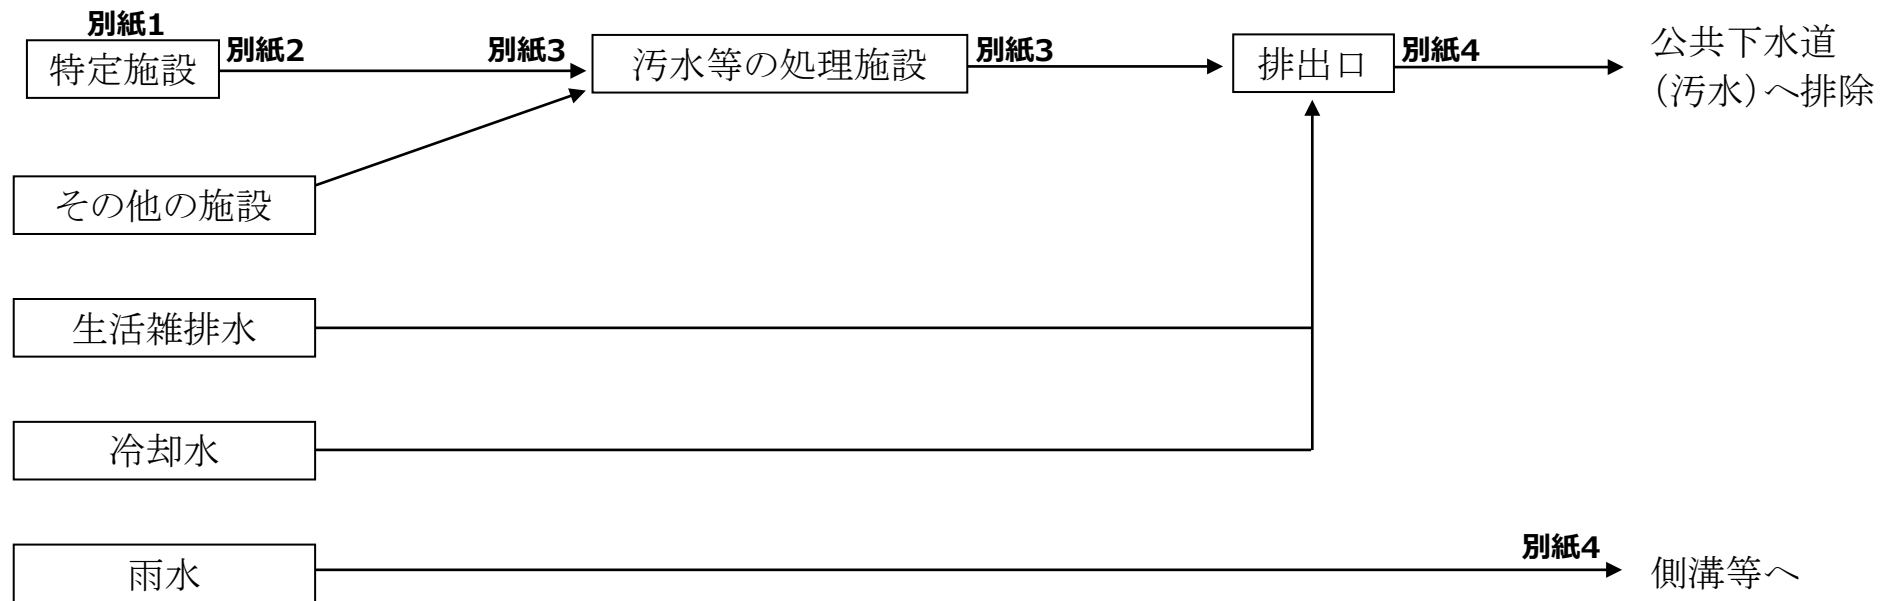 別紙1
特定施設
別紙2
別紙3
汚水等の処理施設
別紙3
排出口
別紙4
公共下水道
(汚水)へ排除
その他の施設
生活雑排水
冷却水
雨水
別紙4
側溝等へ